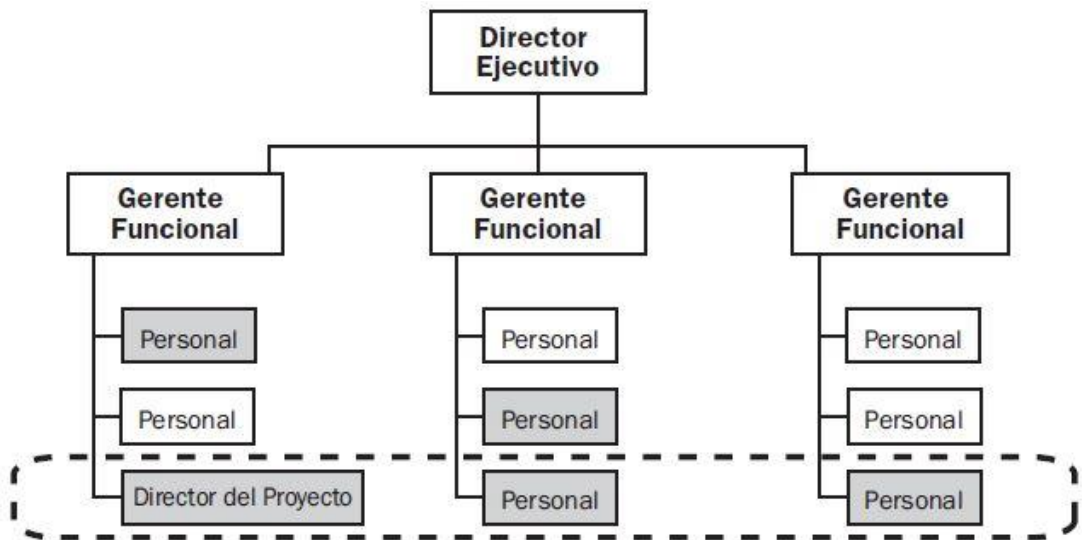 Director
Ejecutivo
Gerente
Funcional
Gerente
Funcional
Gerente
Funcional
Personal
Personal
Personal
Personal
Personal
Personal
Director del Proyecto
Personal
Personal